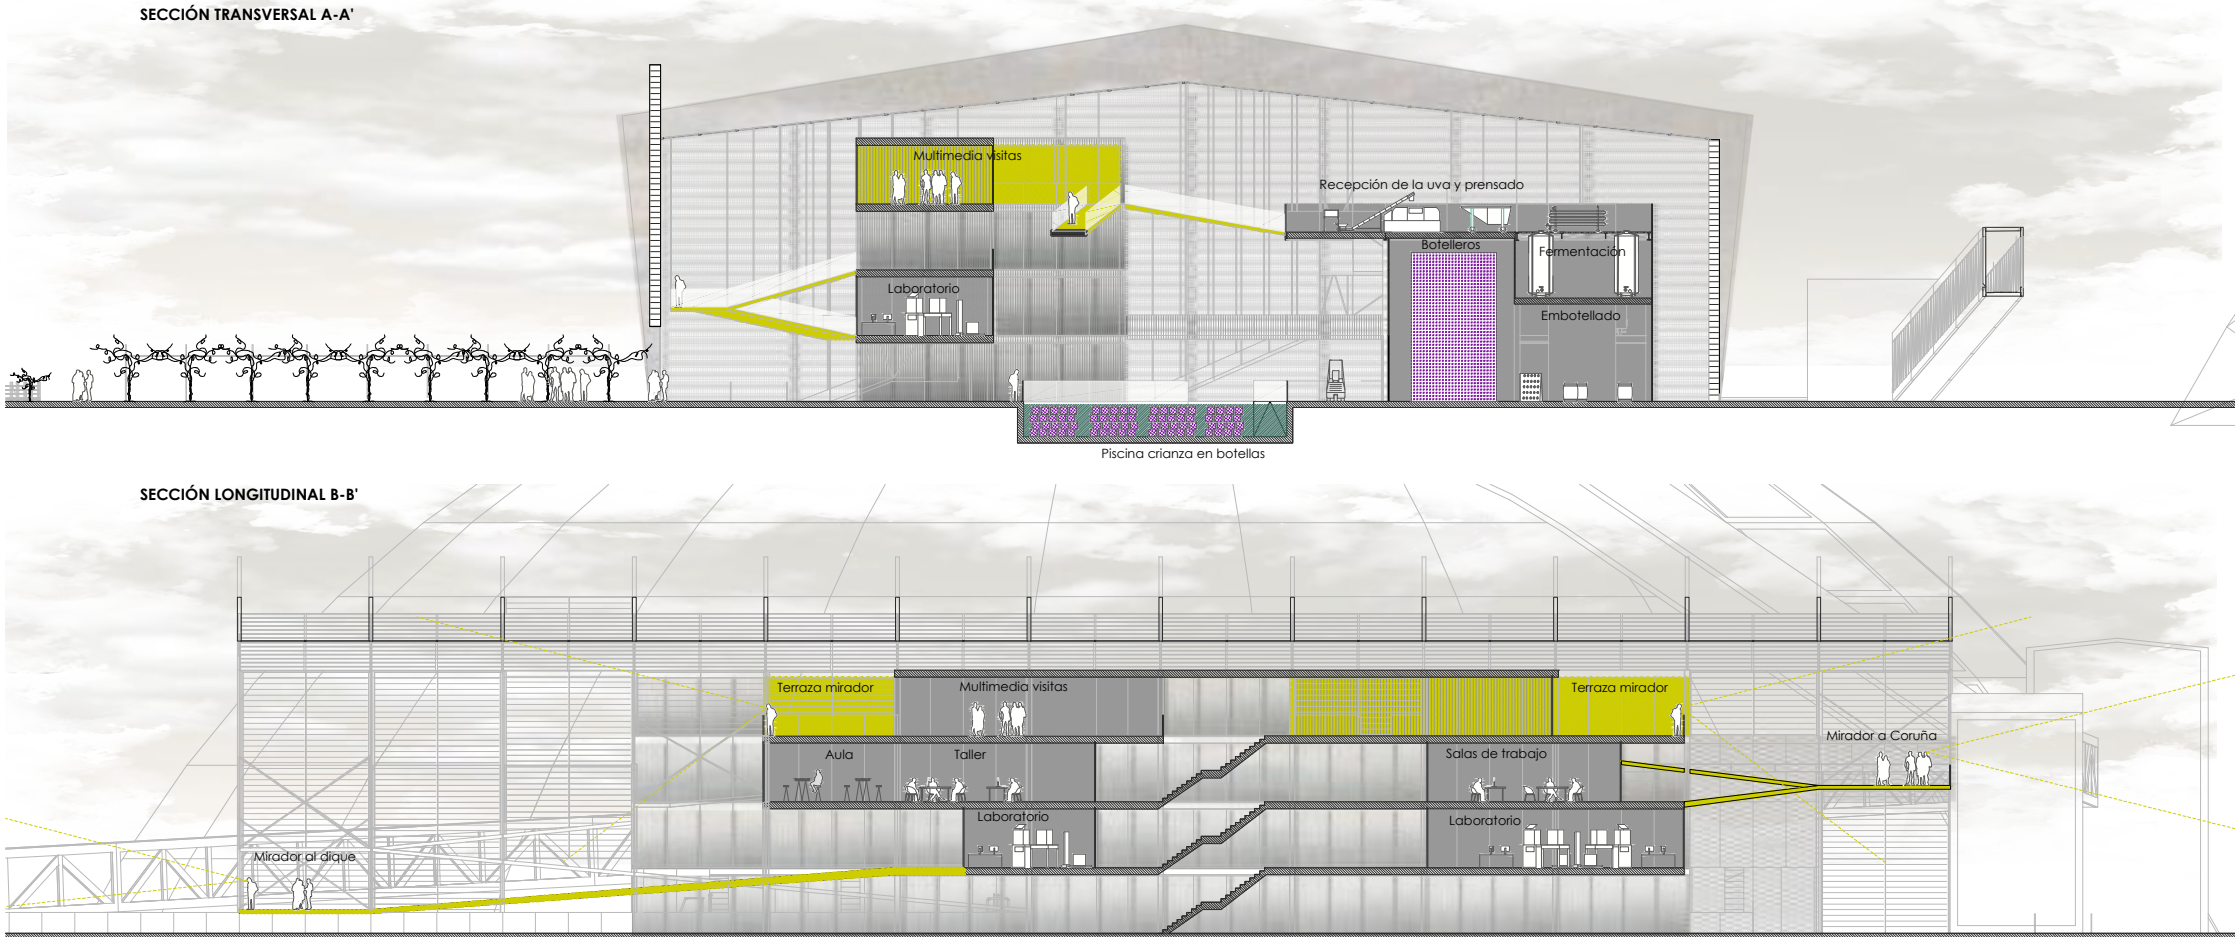 SECCIÓN TRANSVERSAL A-A'
Multimedia visitas
Recepción de la uva y prensado
Botelleros
Fermentación
Laboratorio
Embotellado
Piscina crianza en botellas
SECCIÓN LONGITUDINAL B-B'
Terraza mirador
Multimedia visitas
Terraza mirador
Mirador a Coruña
Aula
Taller
Salas de trabajo
Laboratorio
Laboratorio
Mirador al dique